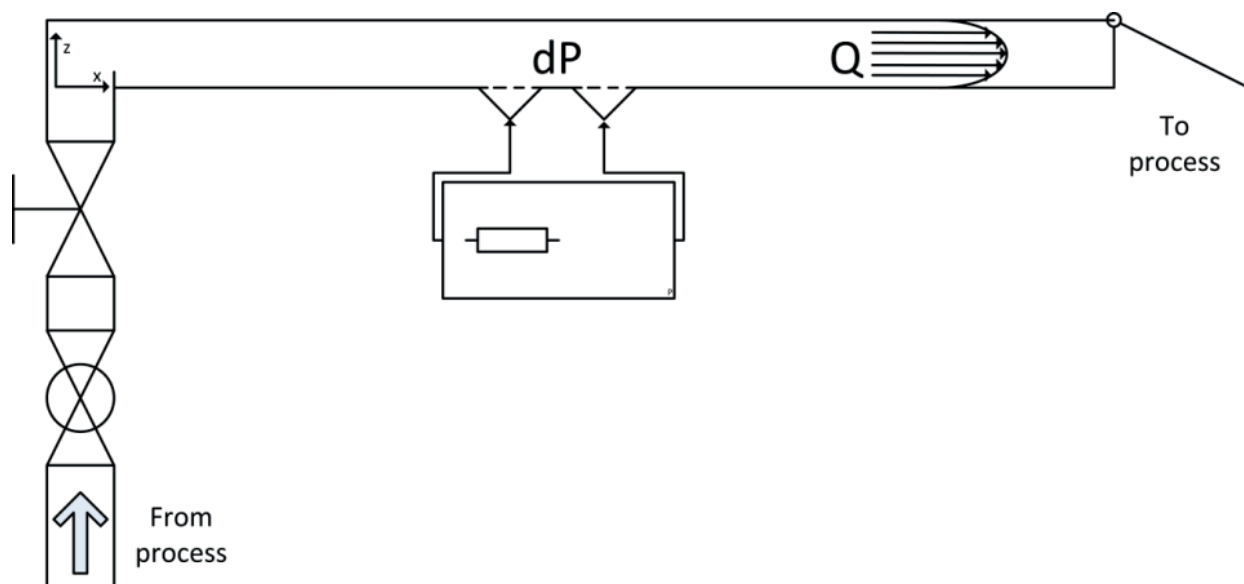 z
x
dP
Q
To
process
P
From
process